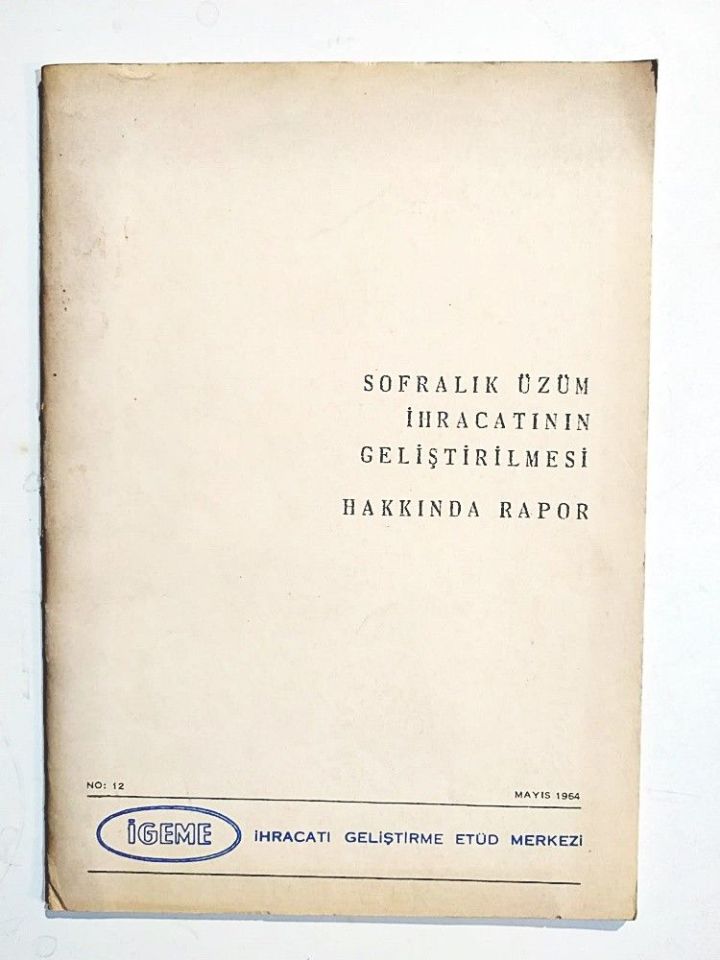 SOFRALIK ÜZÜM
İHRACATININ
GELİŞTİRİLMESİ
HAKKINDA RAPOR
NO: 12
MAYIS 1964
İGEME
İHRACATI GELİŞTİRME ETÜD MERKEZİ